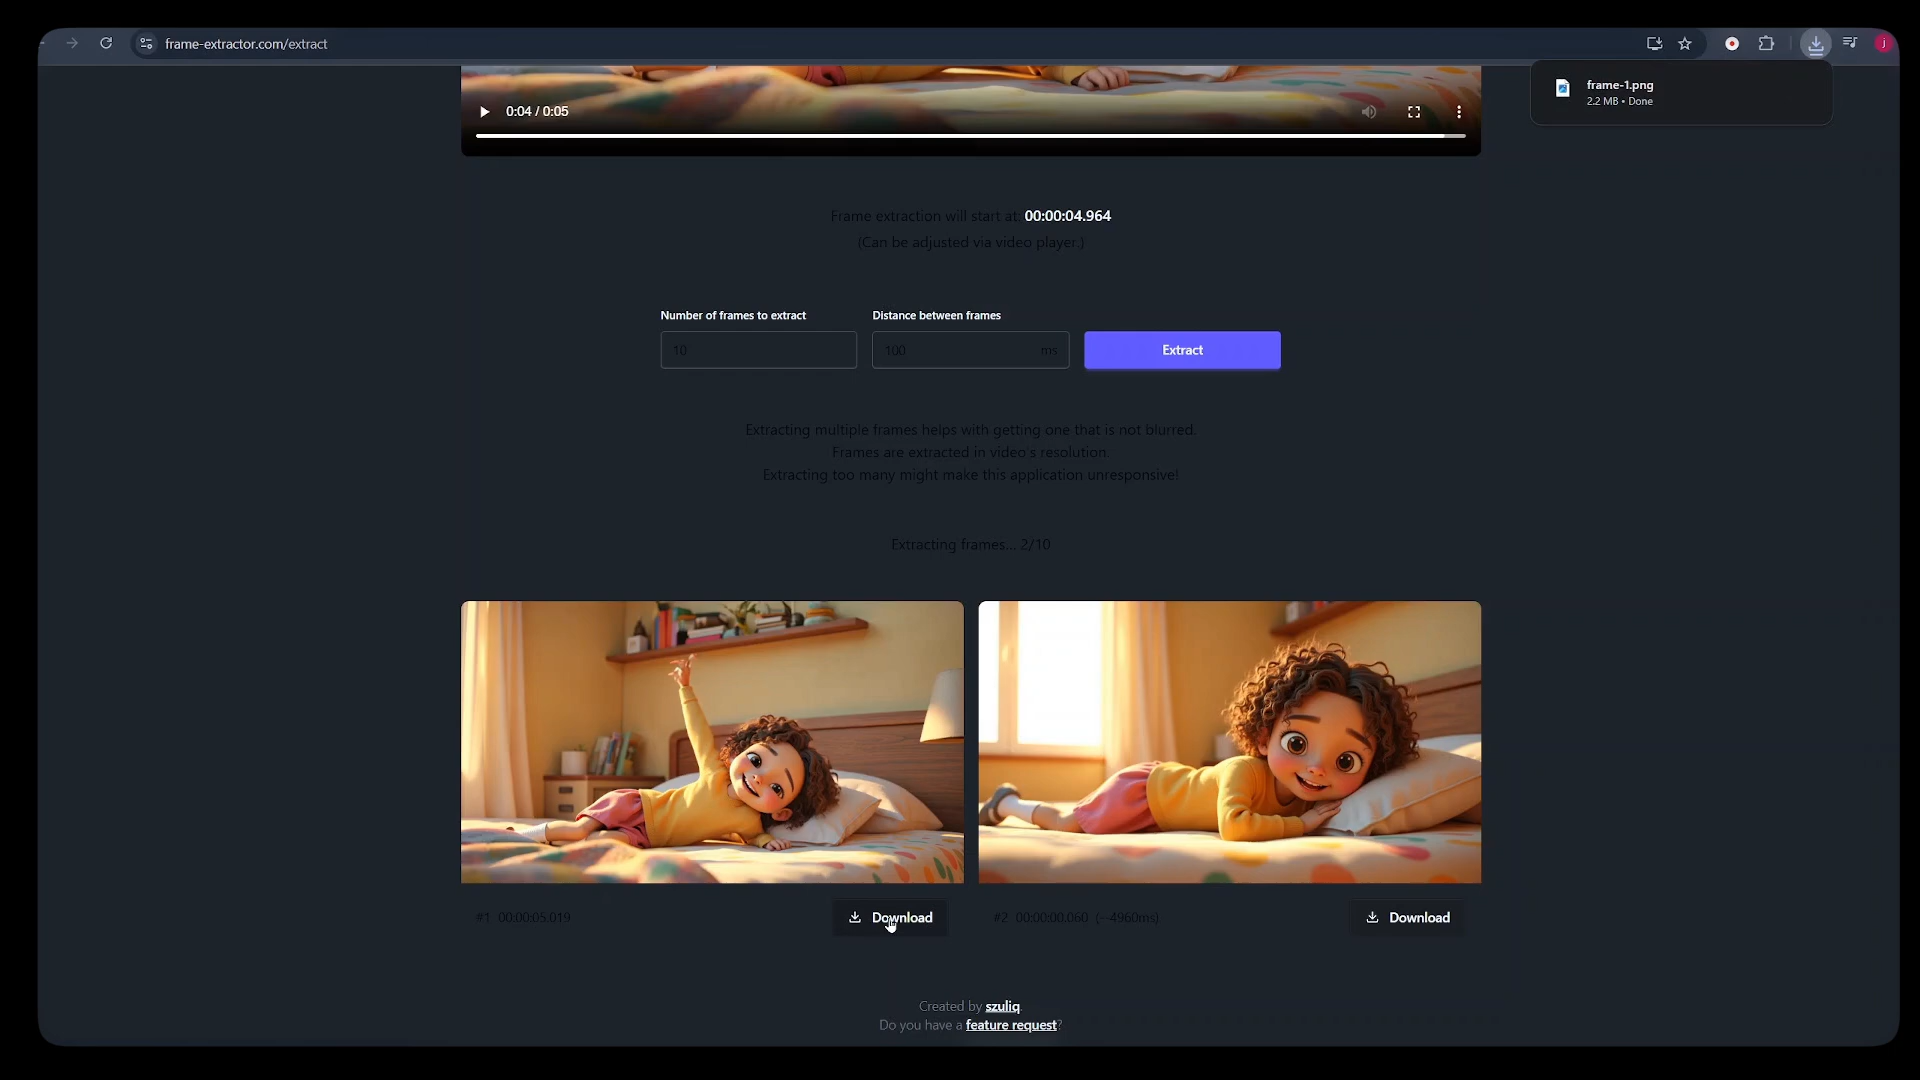 frame-extractor.com/extract
j
frame-1.png
2.2 MB • Done
0:04 / 0:05
Frame extraction will start at: 00:00:04.964
(Can be adjusted via video player.)
Number of frames to extract
Distance between frames
10
100 ms
Extract
Extracting multiple frames helps with getting one that is not blurred.
Frames are extracted in video's resolution.
Extracting too many might make this application unresponsive!
Extracting frames... 2/10
#1 00:00:05.019
Download
#2 00:00:00.060 (--4960ms)
Download
Created by szuliq
Do you have a feature request?